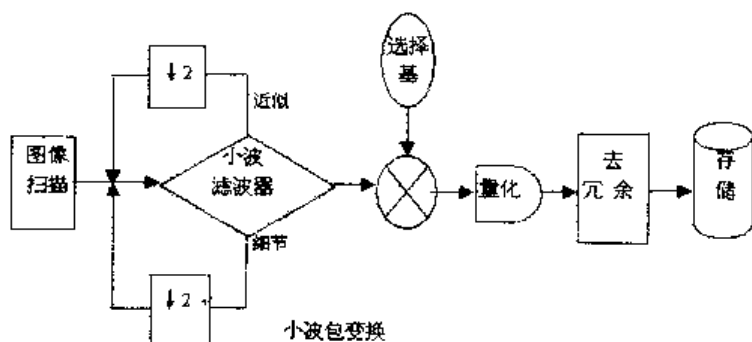 ↓2
选择
基
近似
图像
扫描
小波
滤波器
量化
去
冗余
存
储
细节
↓2
小波包变换